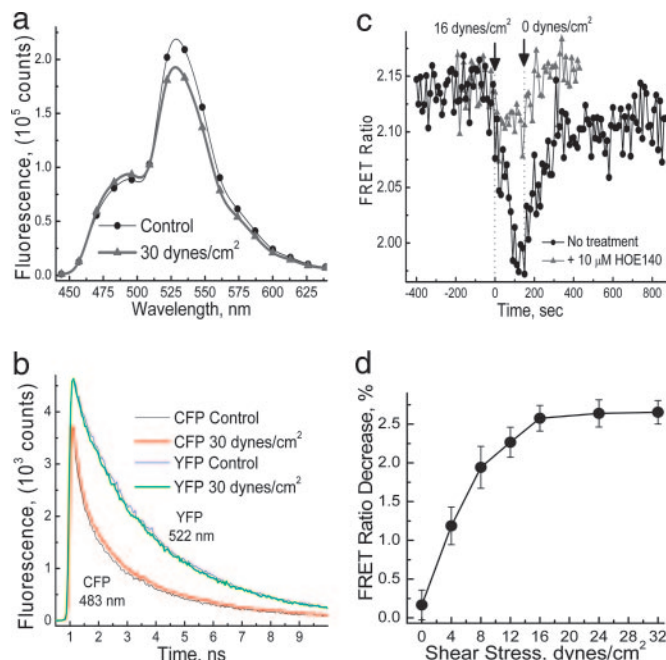 a
Fluorescence, (10⁵ counts)
2.0
1.5
1.0
0.5
0.0
Control
30 dynes/cm²
450 475 500 525 550 575 600 625
Wavelength, nm
c
16 dynes/cm² 0 dynes/cm²
FRET Ratio
2.15
2.10
2.05
2.00
No treatment
+ 10 μM HOE140
-400 -200 0 200 400 600 800
Time, sec
b
Fluorescence, (10³ counts)
4
3
2
1
0
CFP Control
CFP 30 dynes/cm²
YFP Control
YFP 30 dynes/cm²
YFP
522 nm
CFP
483 nm
1 2 3 4 5 6 7 8 9
Time, ns
d
FRET Ratio Decrease, %
2.5
2.0
1.5
1.0
0.5
0.0
0 4 8 12 16 20 24 28 32
Shear Stress, dynes/cm²